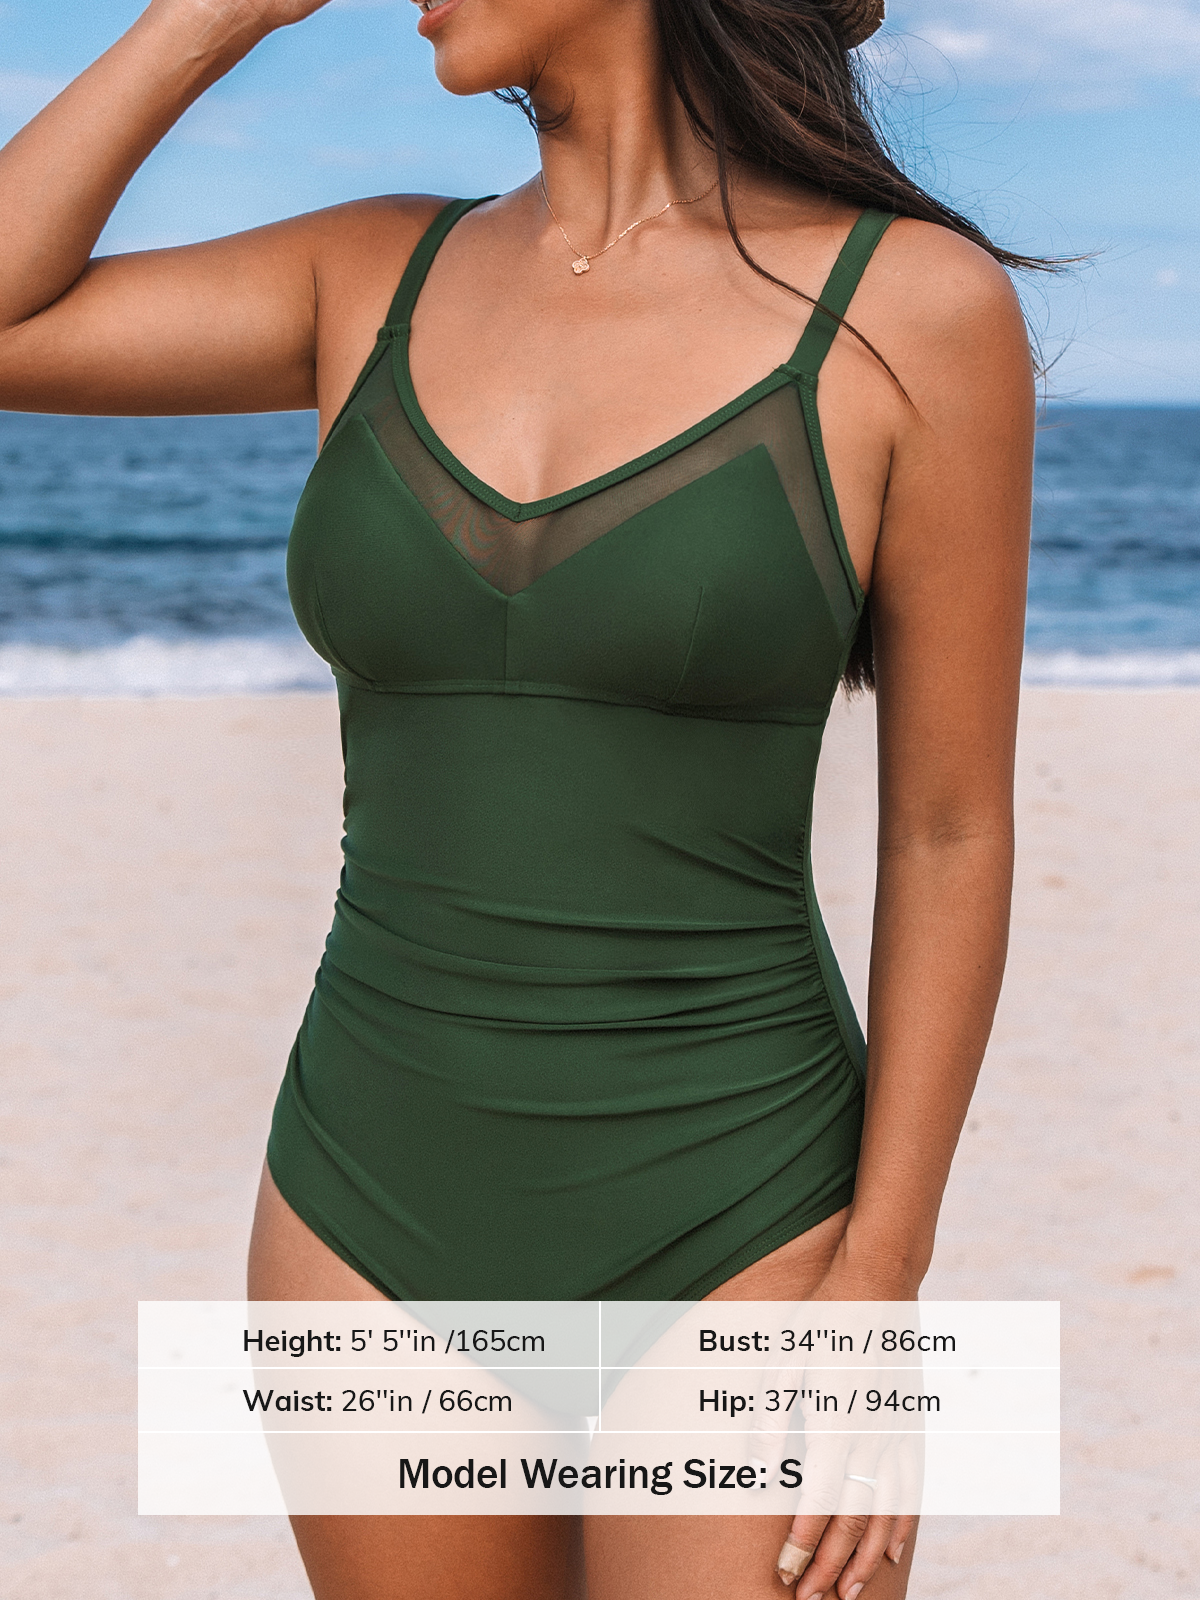 Height: 5' 5''in /165cm
Bust: 34''in / 86cm
Waist: 26''in / 66cm
Hip: 37''in / 94cm
Model Wearing Size: S